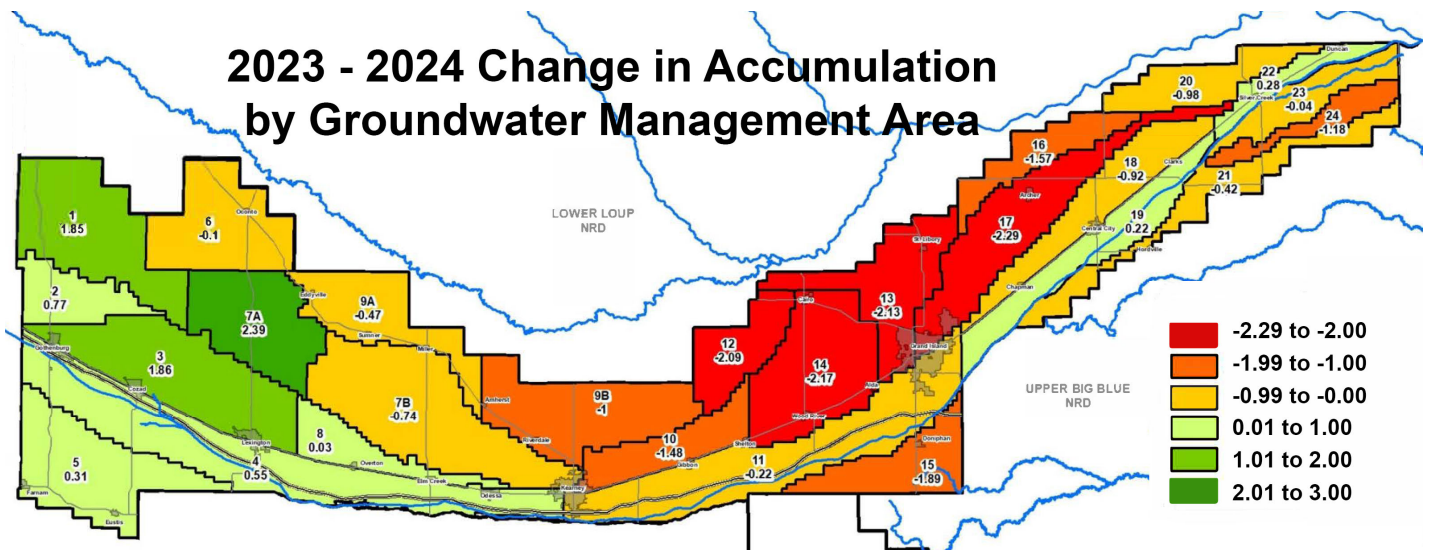 2023 - 2024 Change in Accumulation
by Groundwater Management Area
Duncan
22
0.28
20
-0.98
Silver Creek
23
-0.04
24
-1.18
16
-1.57
18
-0.92
Clarks
21
-0.42
Archer
17
-2.29
19
0.22
Central City
Hordville
LOWER LOUP
NRD
1
1.85
6
-0.1
Oconto
St Libory
Chapman
2
0.77
7A
2.39
Eddyville
9A
-0.47
Cairo
13
-2.13
Sumner
Miller
12
-2.09
Grand Island
Gothenburg
3
1.86
14
-2.17
Cozad
Alda
UPPER BIG BLUE
NRD
7B
-0.74
Amherst
9B
-1
Wood River
8
0.03
Lexington
Riverdale
10
-1.48
Shelton
Doniphan
5
0.31
4
0.55
Overton
Gibbon
11
-0.22
15
-1.89
Elm Creek
Odessa
Kearney
Farnam
Eustis
-2.29 to -2.00
-1.99 to -1.00
-0.99 to -0.00
0.01 to 1.00
1.01 to 2.00
2.01 to 3.00